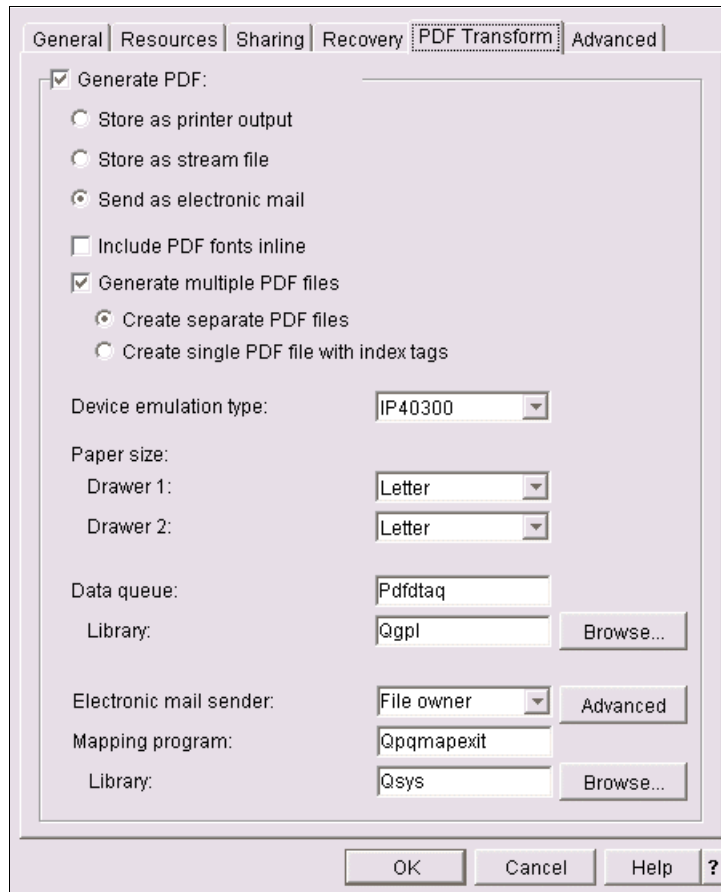 General Resources Sharing Recovery PDF Transform Advanced
Generate PDF:
Store as printer output
Store as stream file
Send as electronic mail
Include PDF fonts inline
Generate multiple PDF files
Create separate PDF files
Create single PDF file with index tags
Device emulation type: IP40300
Paper size:
Drawer 1: Letter
Drawer 2: Letter
Data queue: Pdfdtaq
Library: Qgpl Browse...
Electronic mail sender: File owner Advanced
Mapping program: Qpqmapexit
Library: Qsys Browse...
OK Cancel Help ?